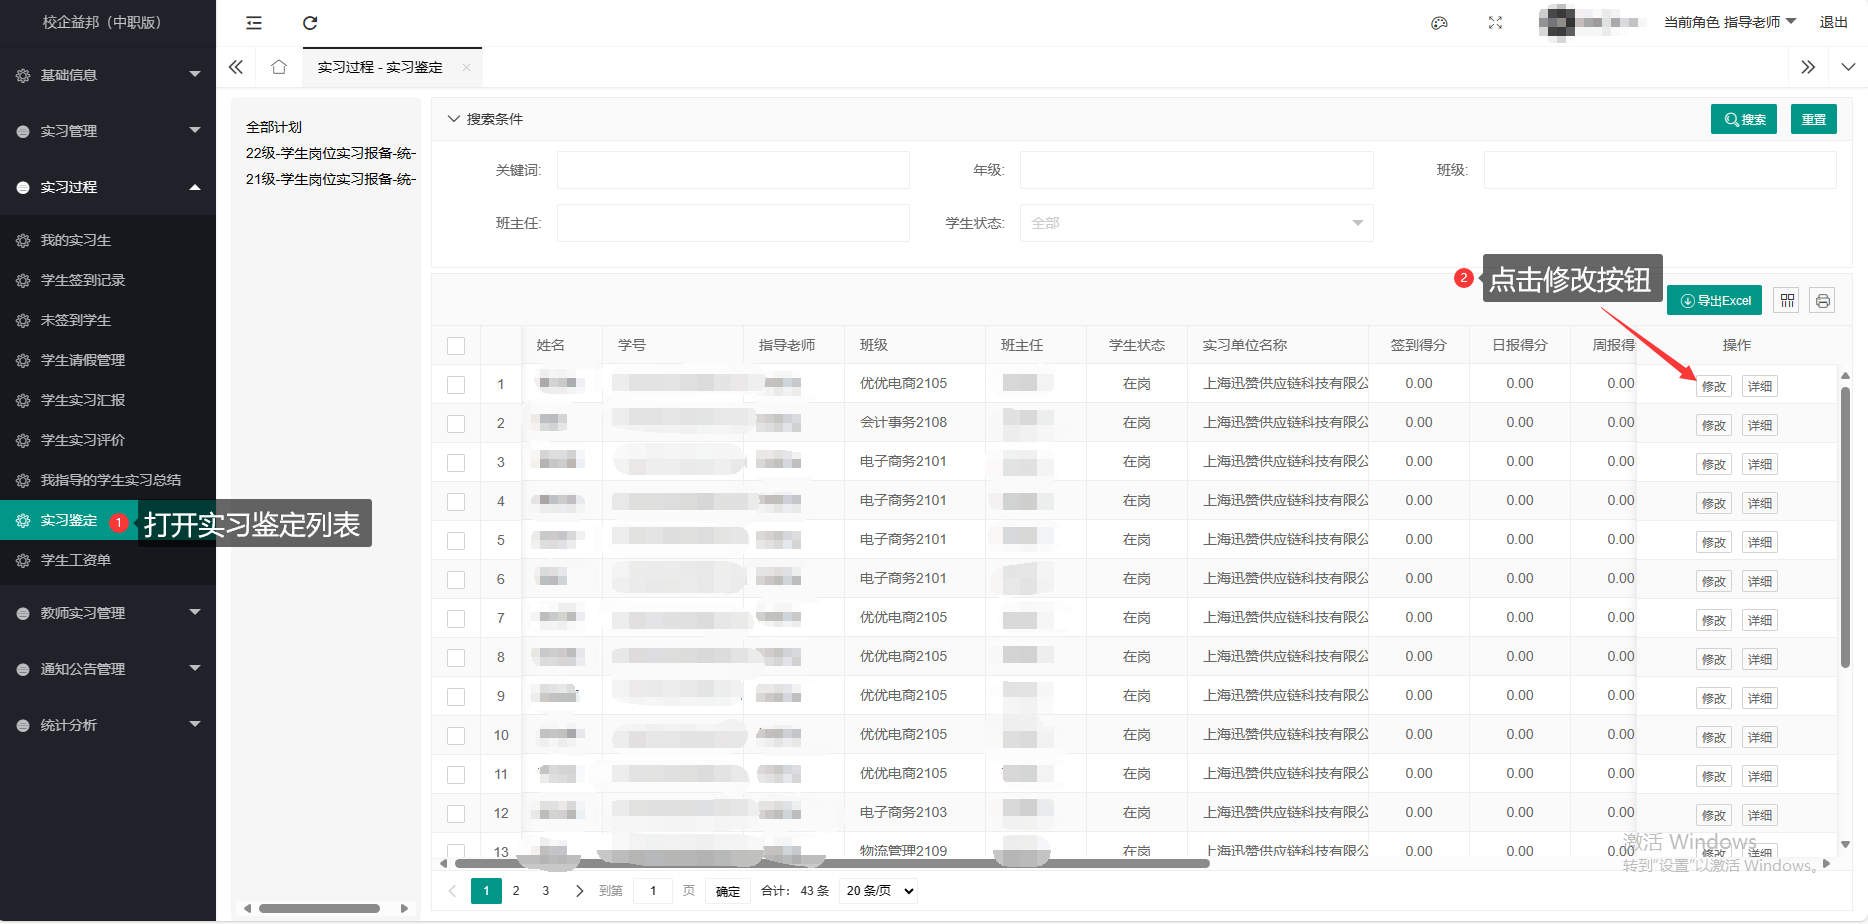 校企益邦（中职版）
当前角色 指导老师
退出
基础信息
实习管理
实习过程
我的实习生
学生签到记录
未签到学生
学生请假管理
学生实习汇报
学生实习评价
我指导的学生实习总结
实习鉴定
1 打开实习鉴定列表
学生工资单
教师实习管理
通知公告管理
统计分析
实习过程 - 实习鉴定
全部计划
22级-学生岗位实习报备-统一
21级-学生岗位实习报备-统一
搜索条件
搜索 重置
关键词: 年级: 班级:
班主任: 学生状态: 全部
2 点击修改按钮
导出Excel
姓名 学号 指导老师 班级 班主任 学生状态 实习单位名称 签到得分 日报得分 周报得 操作
1 优优电商2105 在岗 上海迅赞供应链科技有限公 0.00 0.00 0.00 修改 详细
2 会计事务2108 在岗 上海迅赞供应链科技有限公 0.00 0.00 0.00 修改 详细
3 电子商务2101 在岗 上海迅赞供应链科技有限公 0.00 0.00 0.00 修改 详细
4 电子商务2101 在岗 上海迅赞供应链科技有限公 0.00 0.00 0.00 修改 详细
5 电子商务2101 在岗 上海迅赞供应链科技有限公 0.00 0.00 0.00 修改 详细
6 电子商务2101 在岗 上海迅赞供应链科技有限公 0.00 0.00 0.00 修改 详细
7 优优电商2105 在岗 上海迅赞供应链科技有限公 0.00 0.00 0.00 修改 详细
8 优优电商2105 在岗 上海迅赞供应链科技有限公 0.00 0.00 0.00 修改 详细
9 优优电商2105 在岗 上海迅赞供应链科技有限公 0.00 0.00 0.00 修改 详细
10 优优电商2105 在岗 上海迅赞供应链科技有限公 0.00 0.00 0.00 修改 详细
11 优优电商2105 在岗 上海迅赞供应链科技有限公 0.00 0.00 0.00 修改 详细
12 电子商务2103 在岗 上海迅赞供应链科技有限公 0.00 0.00 0.00 修改 详细
13 物流管理2109 在岗 上海迅赞供应链科技有限公 0.00 0.00 0.00 修改 详细
激活 Windows
转到"设置"以激活 Windows。
1 2 3 到第 1 页 确定 合计： 43 条 20 条/页